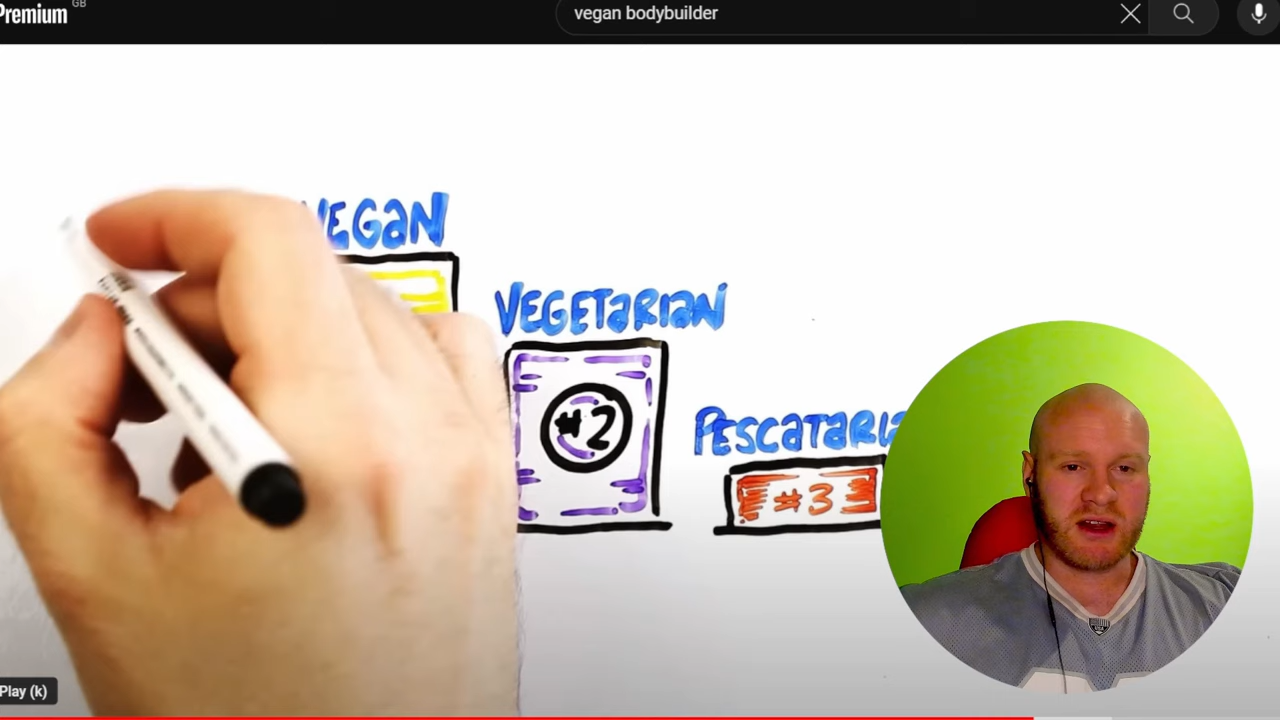 Premium GB
vegan bodybuilder
VEGAN
VEGETARIAN
#2
PESCATARIA
#3
Play (k)